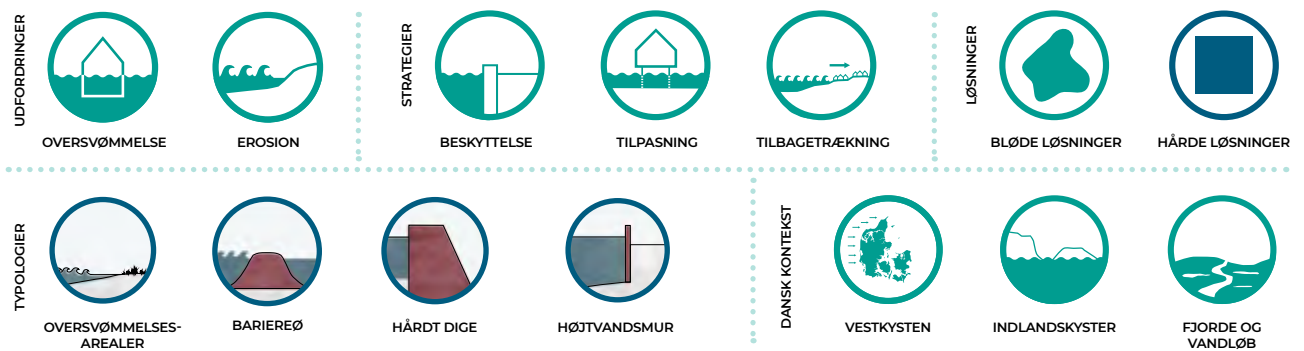 UDFORDRINGER
OVERSVØMMELSE
EROSION
STRATEGIER
BESKYTTELSE
TILPASNING
TILBAGETRÆKNING
LØSNINGER
BLØDE LØSNINGER
HÅRDE LØSNINGER
TYPOLOGIER
OVERSVØMMELSES-
AREALER
BARIEREØ
HÅRDT DIGE
HØJTVANDSMUR
DANSK KONTEKST
VESTKYSTEN
INDLANDSKYSTER
FJORDE OG
VANDLØB